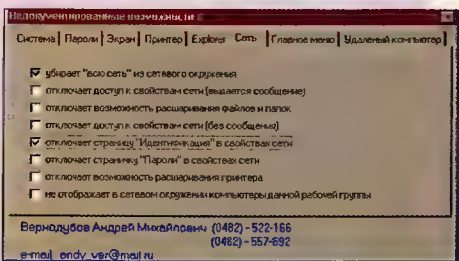 Недокументированные возможности
Система Пароли Экран Принтер Explorer Сеть Главное меню Удаленый компьютер
убирает "всю сеть" из сетевого окружения
отключает доступ к свойствам сети (выдается сообщение)
отключает возможность расшаривания файлов и папок
отключает доступ к свойствам сети (без сообщения)
отключает страницу "Идентификация" в свойствах сети
отключает страничку "Пароли" в свойствах сети
отключает возможность расшаривания принтера
не отображает в сетевом окружении компьютеры данной рабочей группы
Вернодубов Андрей Михайлович (0482) - 522-166
(0482) - 557-692
e-mail andy_ver@mail.ru